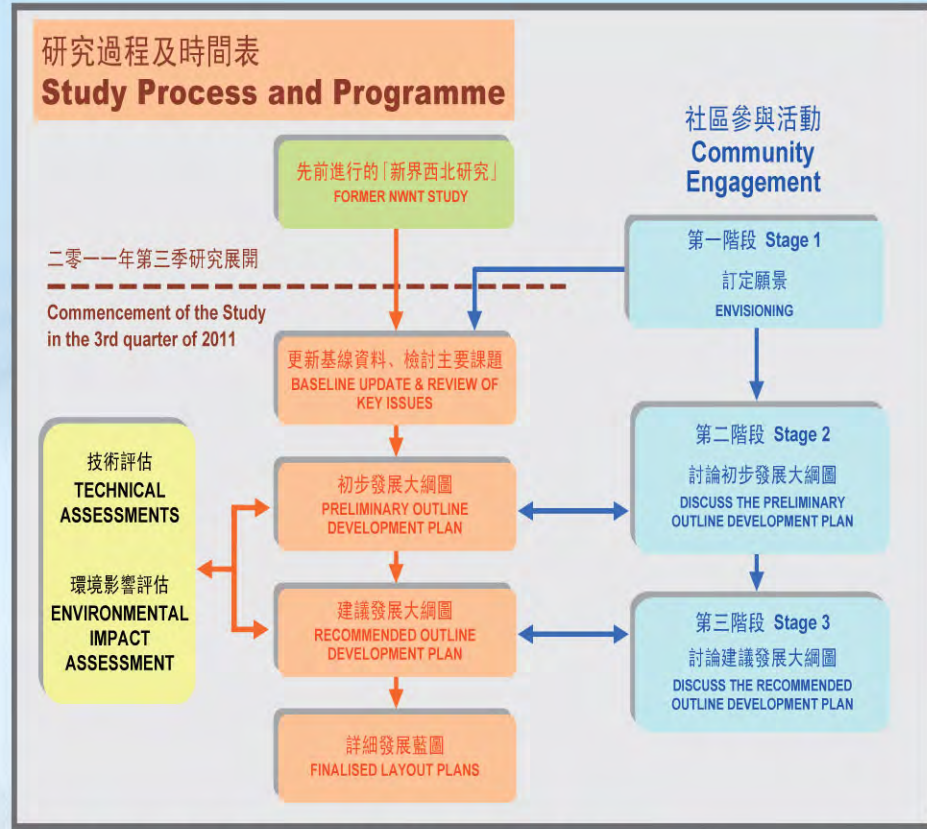 研究過程及時間表
Study Process and Programme
社區參與活動
Community
Engagement
先前進行的「新界西北研究」
FORMER NWNT STUDY
第一階段 Stage 1
訂定願景
ENVISIONING
二零一一年第三季研究展開
Commencement of the Study
in the 3rd quarter of 2011
更新基線資料、檢討主要課題
BASELINE UPDATE & REVIEW OF
KEY ISSUES
技術評估
TECHNICAL
ASSESSMENTS
環境影響評估
ENVIRONMENTAL
IMPACT
ASSESSMENT
初步發展大綱圖
PRELIMINARY OUTLINE
DEVELOPMENT PLAN
第二階段 Stage 2
討論初步發展大綱圖
DISCUSS THE PRELIMINARY
OUTLINE DEVELOPMENT PLAN
建議發展大綱圖
RECOMMENDED OUTLINE
DEVELOPMENT PLAN
第三階段 Stage 3
討論建議發展大綱圖
DISCUSS THE RECOMMENDED
OUTLINE DEVELOPMENT PLAN
詳細發展藍圖
FINALISED LAYOUT PLANS